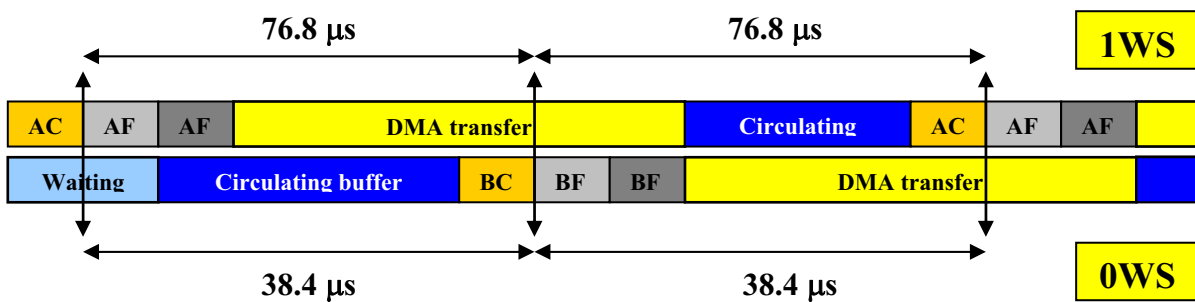 76.8 µs 76.8 µs 1WS
AC AF AF DMA transfer Circulating AC AF AF
Waiting Circulating buffer BC BF BF DMA transfer
38.4 µs 38.4 µs 0WS